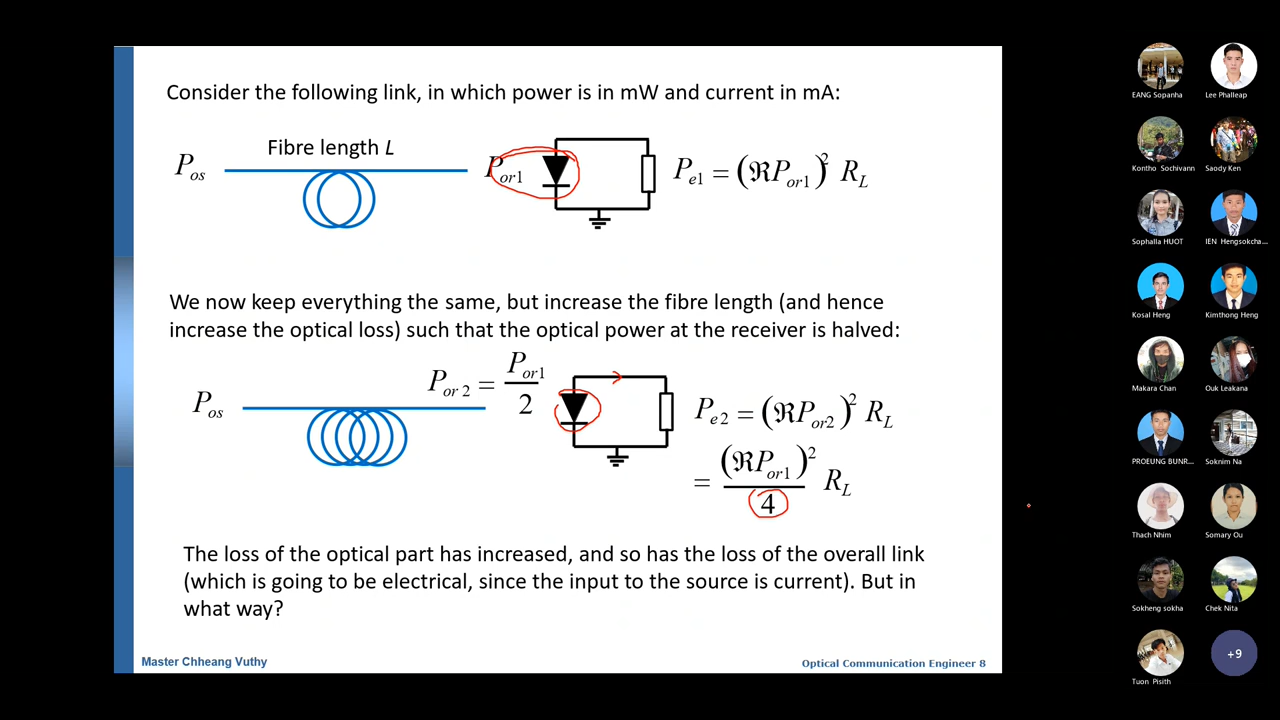 Consider the following link, in which power is in mW and current in mA:
Fibre length L
P_os
P_or1
P_e1 = (ℜP_or1)² R_L
We now keep everything the same, but increase the fibre length (and hence
increase the optical loss) such that the optical power at the receiver is halved:
P_or 2 = P_or1 / 2
P_os
P_e2 = (ℜP_or2)² R_L
= (ℜP_or1)² / 4 R_L
The loss of the optical part has increased, and so has the loss of the overall link
(which is going to be electrical, since the input to the source is current). But in
what way?
Master Chheang Vuthy
Optical Communication Engineer 8
EANG Sopanha
Lee Phalleap
Kontho Sochivann
Saody Ken
Sophalla HUOT
IEN Hengsokcha...
Kosal Heng
Kimthong Heng
Makara Chan
Ouk Leakana
PROEUNG BUNR...
Soknim Na
Thach Nhim
Somary Ou
Sokheng sokha
Chek Nita
Tuon Pisith
+9